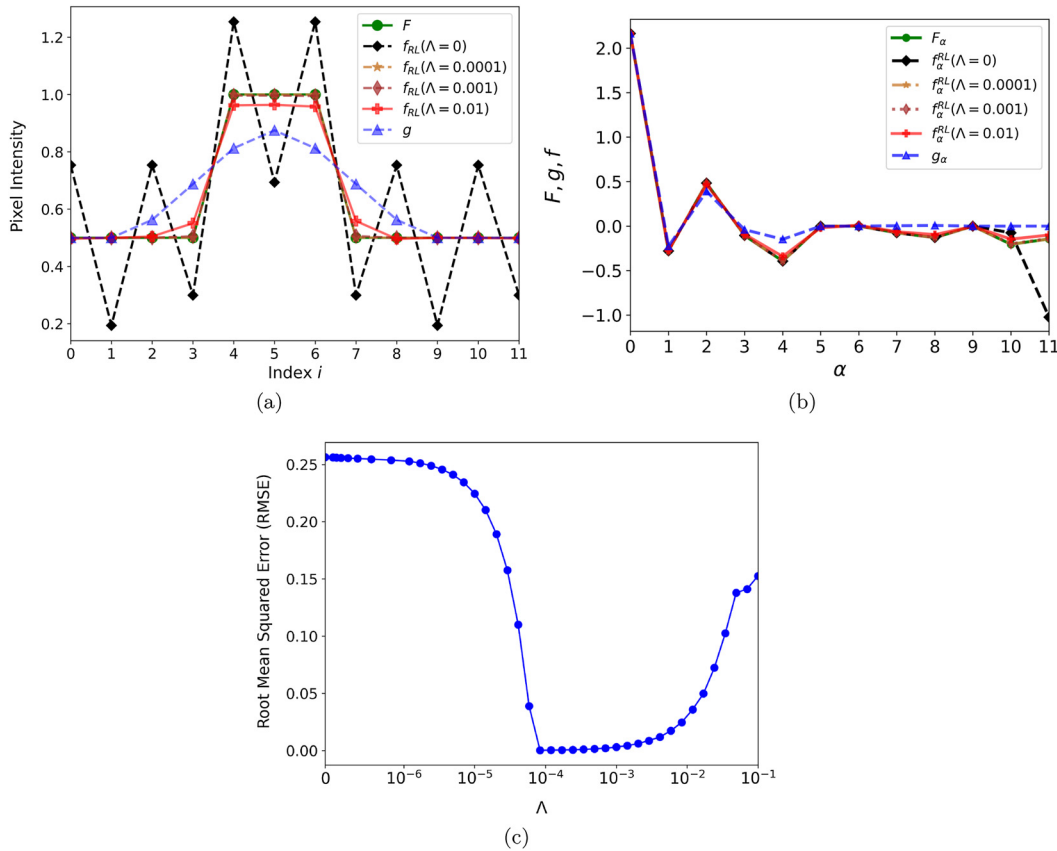 1.2
1.0
0.8
0.6
0.4
0.2
Pixel Intensity
F
f_RL(Λ = 0)
f_RL(Λ = 0.0001)
f_RL(Λ = 0.001)
f_RL(Λ = 0.01)
g
0 1 2 3 4 5 6 7 8 9 10 11
Index i
(a)
2.0
1.5
1.0
0.5
0.0
−0.5
−1.0
F, g, f
F_α
f_α^RL(Λ = 0)
f_α^RL(Λ = 0.0001)
f_α^RL(Λ = 0.001)
f_α^RL(Λ = 0.01)
g_α
0 1 2 3 4 5 6 7 8 9 10 11
α
(b)
0.25
0.20
0.15
0.10
0.05
0.00
Root Mean Squared Error (RMSE)
0 10^−6 10^−5 10^−4 10^−3 10^−2 10^−1
Λ
(c)